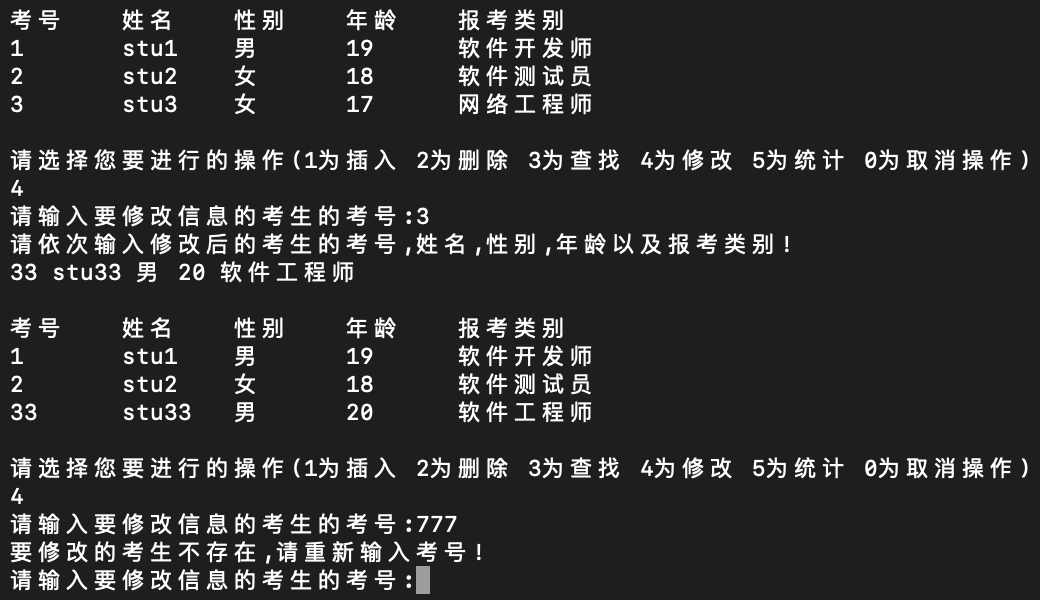 考号 姓名 性别 年龄 报考类别
1 stu1 男 19 软件开发师
2 stu2 女 18 软件测试员
3 stu3 女 17 网络工程师
请选择您要进行的操作(1为插入 2为删除 3为查找 4为修改 5为统计 0为取消操作)
4
请输入要修改信息的考生的考号:3
请依次输入修改后的考生的考号,姓名,性别,年龄以及报考类别!
33 stu33 男 20 软件工程师
考号 姓名 性别 年龄 报考类别
1 stu1 男 19 软件开发师
2 stu2 女 18 软件测试员
33 stu33 男 20 软件工程师
请选择您要进行的操作(1为插入 2为删除 3为查找 4为修改 5为统计 0为取消操作)
4
请输入要修改信息的考生的考号:777
要修改的考生不存在,请重新输入考号!
请输入要修改信息的考生的考号: